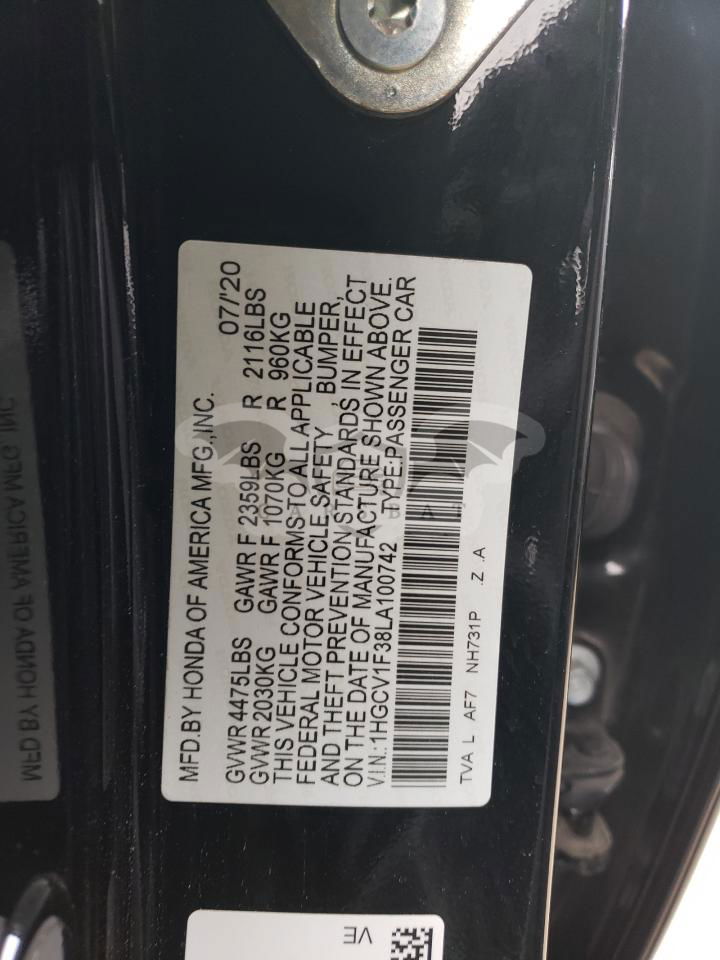 MFD.BY HONDA OF AMERICA MFG.,INC. 07/'20
GVWR 4475LBS GAWR F 2359LBS R 2116LBS
GVWR 2030KG GAWR F 1070KG R 960KG
THIS VEHICLE CONFORMS TO ALL APPLICABLE
FEDERAL MOTOR VEHICLE SAFETY, BUMPER,
AND THEFT PREVENTION STANDARDS IN EFFECT
ON THE DATE OF MANUFACTURE SHOWN ABOVE.
V.I.N.:1HGCV1F38LA100742 TYPE:PASSENGER CAR
TVA L AF7 NH731P .Z .A
MFD BY HONDA OF AMERICA MFG. INC.
VE